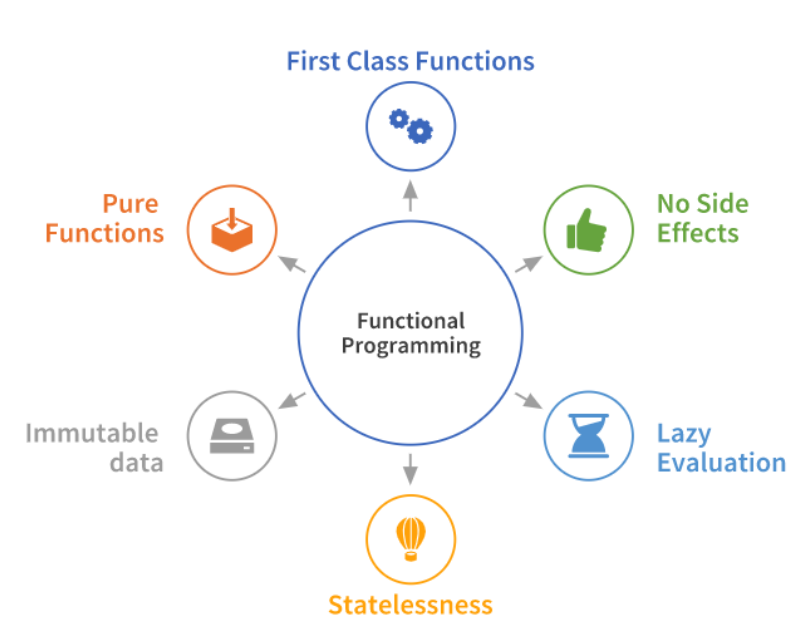 First Class Functions
Pure
Functions
No Side
Effects
Functional
Programming
Immutable
data
Lazy
Evaluation
Statelessness